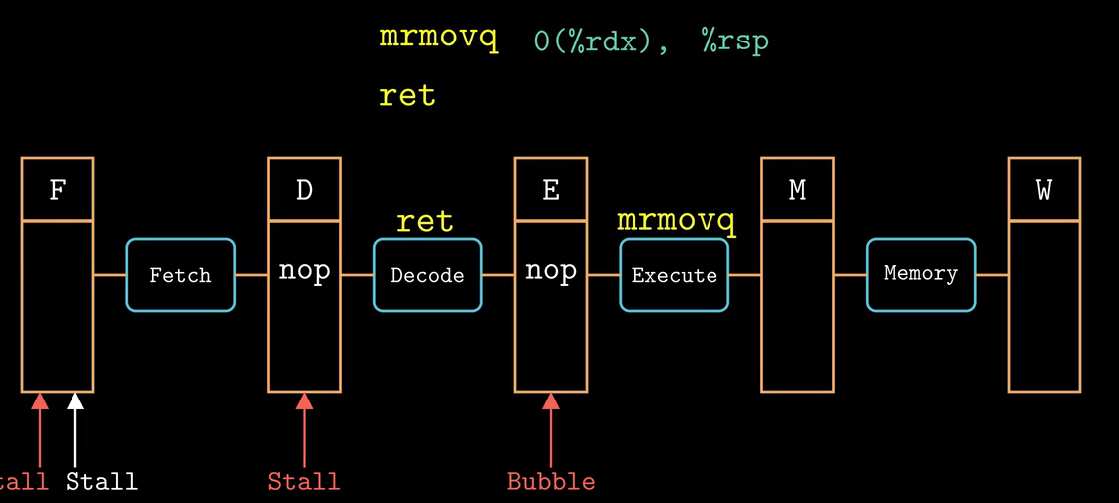 mrmovq 0(%rdx), %rsp
ret
F D E M W
ret mrmovq
nop nop
Fetch Decode Execute Memory
tall Stall Stall Bubble